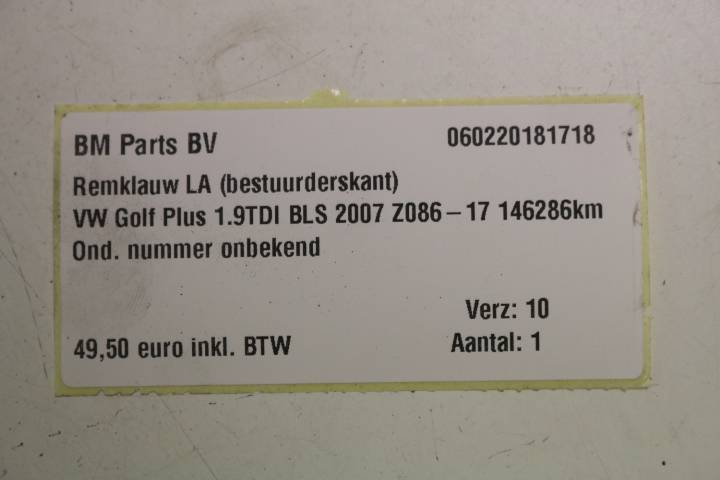 BM Parts BV 060220181718
Remklauw LA (bestuurderskant)
VW Golf Plus 1.9TDI BLS 2007 Z086-17 146286km
Ond. nummer onbekend
Verz: 10
49,50 euro inkl. BTW Aantal: 1